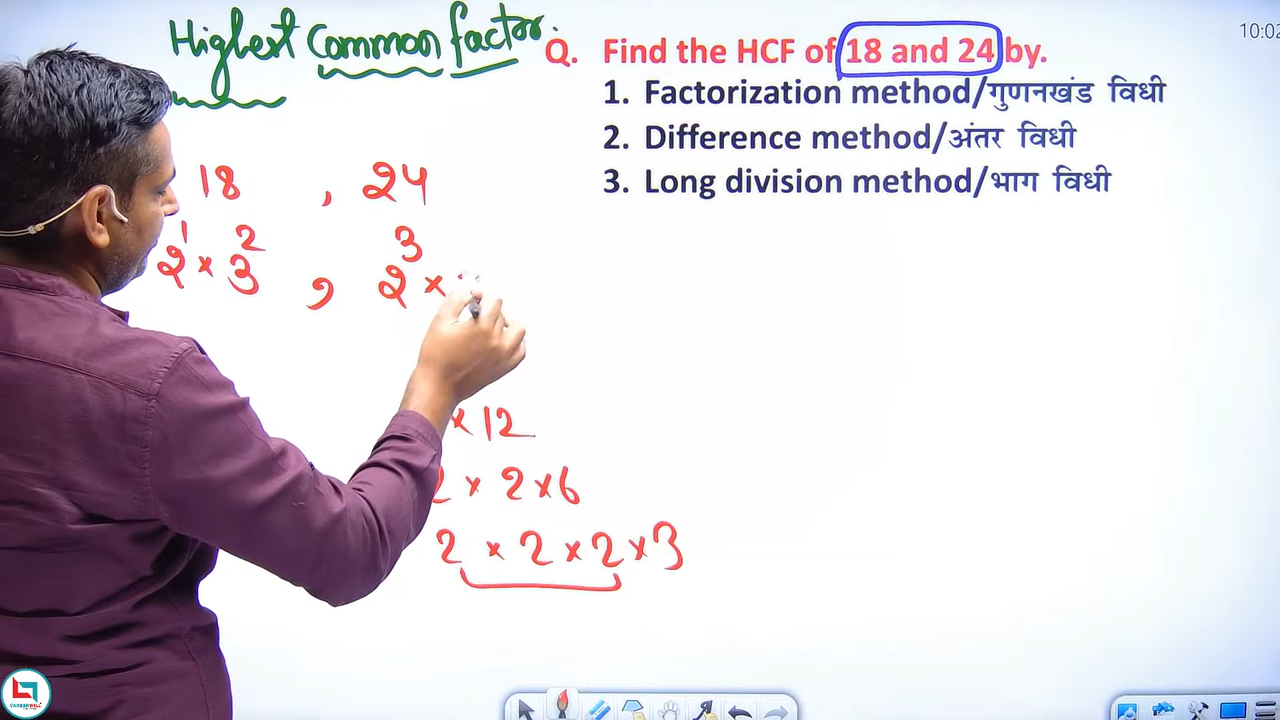 Highest Common factor.
Q. Find the HCF of 18 and 24 by.
1. Factorization method/गुणनखंड विधी
2. Difference method/अंतर विधी
3. Long division method/भाग विधी
10:02
18 , 24
2¹ × 3² , 2³ ×
× 12
2 × 2 × 6
2 × 2 × 2 × 3